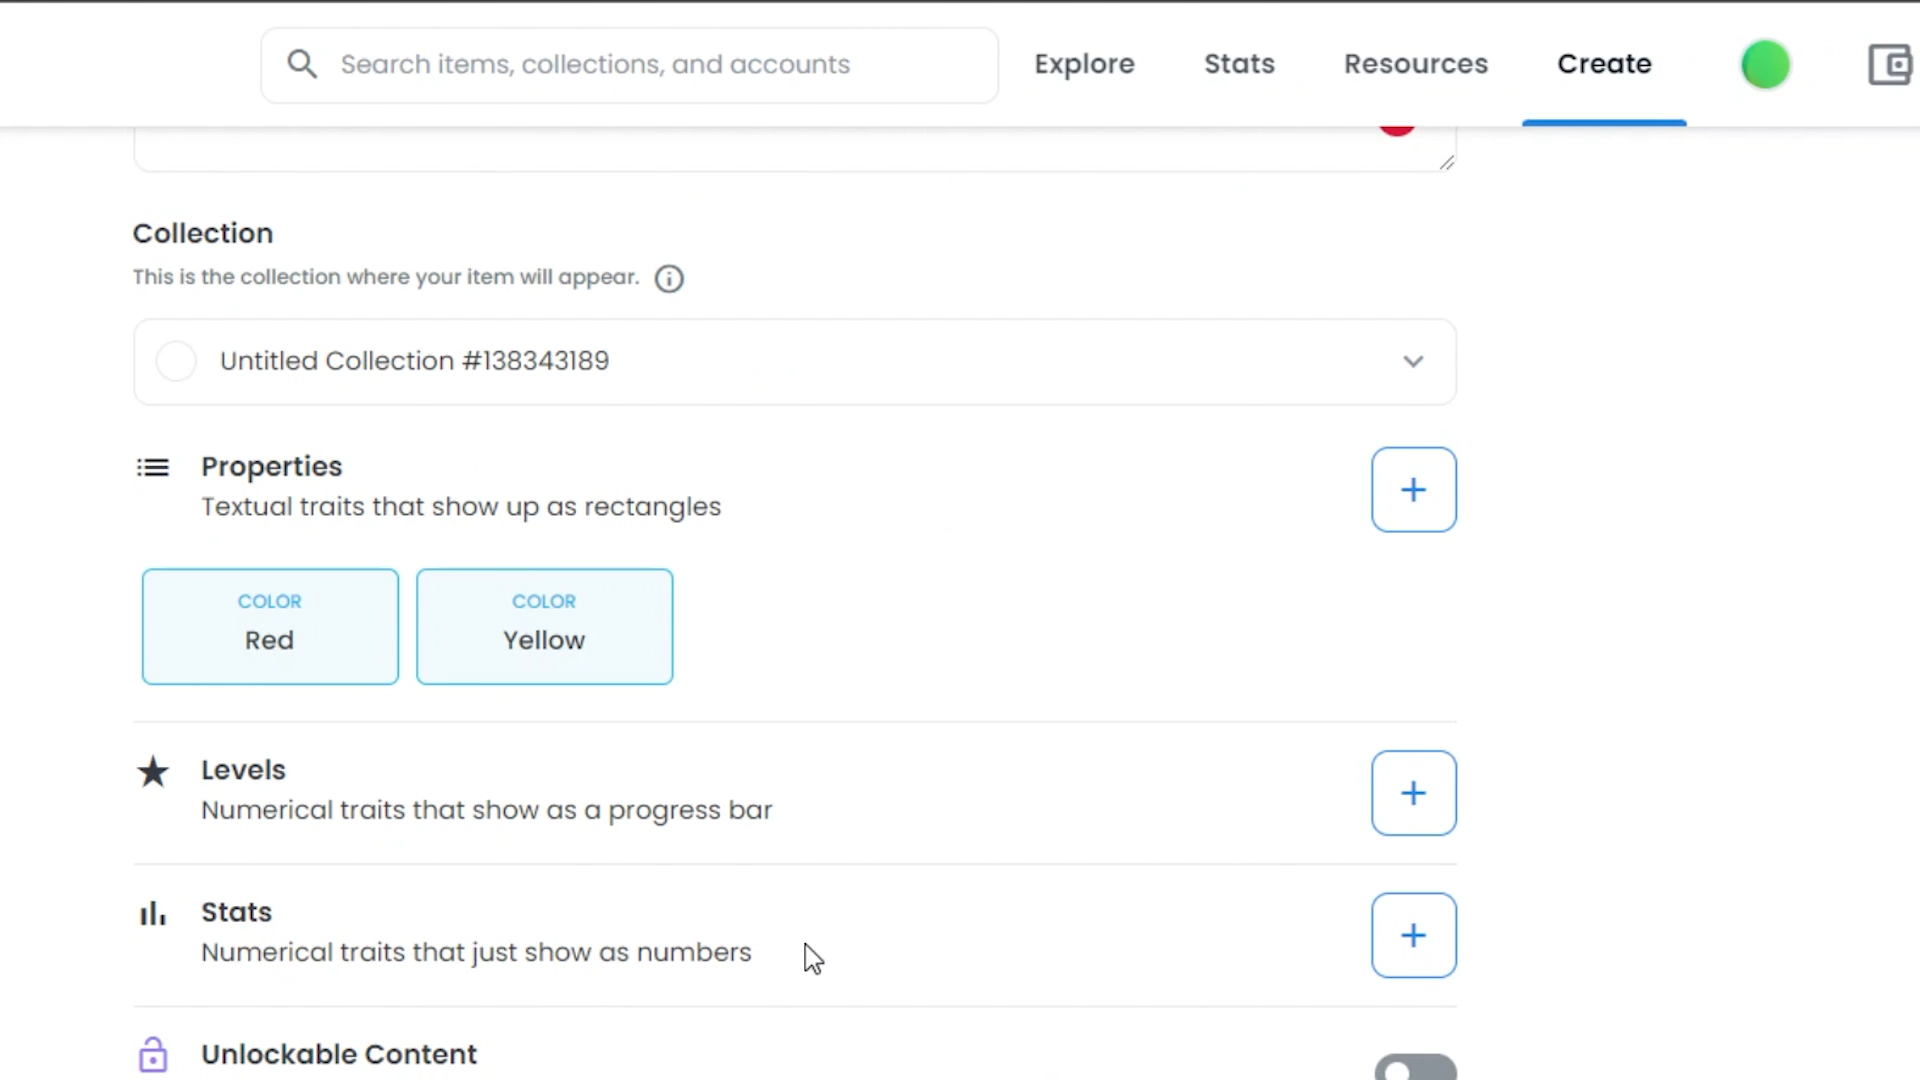 Search items, collections, and accounts
Explore
Stats
Resources
Create
Collection
This is the collection where your item will appear.
Untitled Collection #138343189
Properties
Textual traits that show up as rectangles
COLOR
Red
COLOR
Yellow
Levels
Numerical traits that show as a progress bar
Stats
Numerical traits that just show as numbers
Unlockable Content